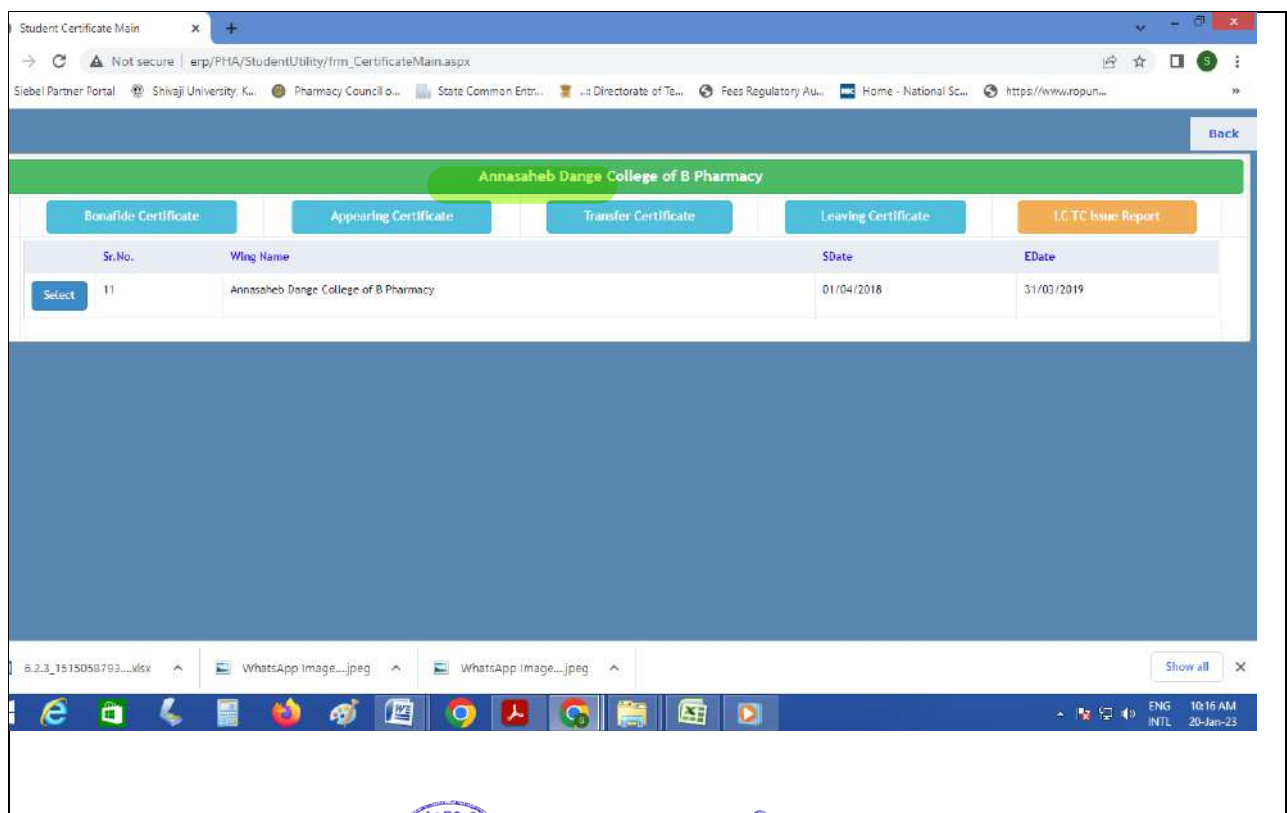 Student Certificate Main
Not secure | erp/PHA/StudentUtility/frm_CertificateMain.aspx
Siebel Partner Portal Shivaji University, K... Pharmacy Council o... State Common Entr... ..:: Directorate of Te... Fees Regulatory Au... Home - National Sc... https://www.ropun... »
Back
Annasaheb Dange College of B Pharmacy
Bonafide Certificate Appearing Certificate Transfer Certificate Leaving Certificate LC TC Issue Report
Sr.No. Wing Name SDate EDate
Select 11 Annasaheb Dange College of B Pharmacy 01/04/2018 31/03/2019
6.2.3_1515058793....xlsx WhatsApp Image....jpeg WhatsApp Image....jpeg Show all
ENG 10:16 AM
INTL 20-Jan-23